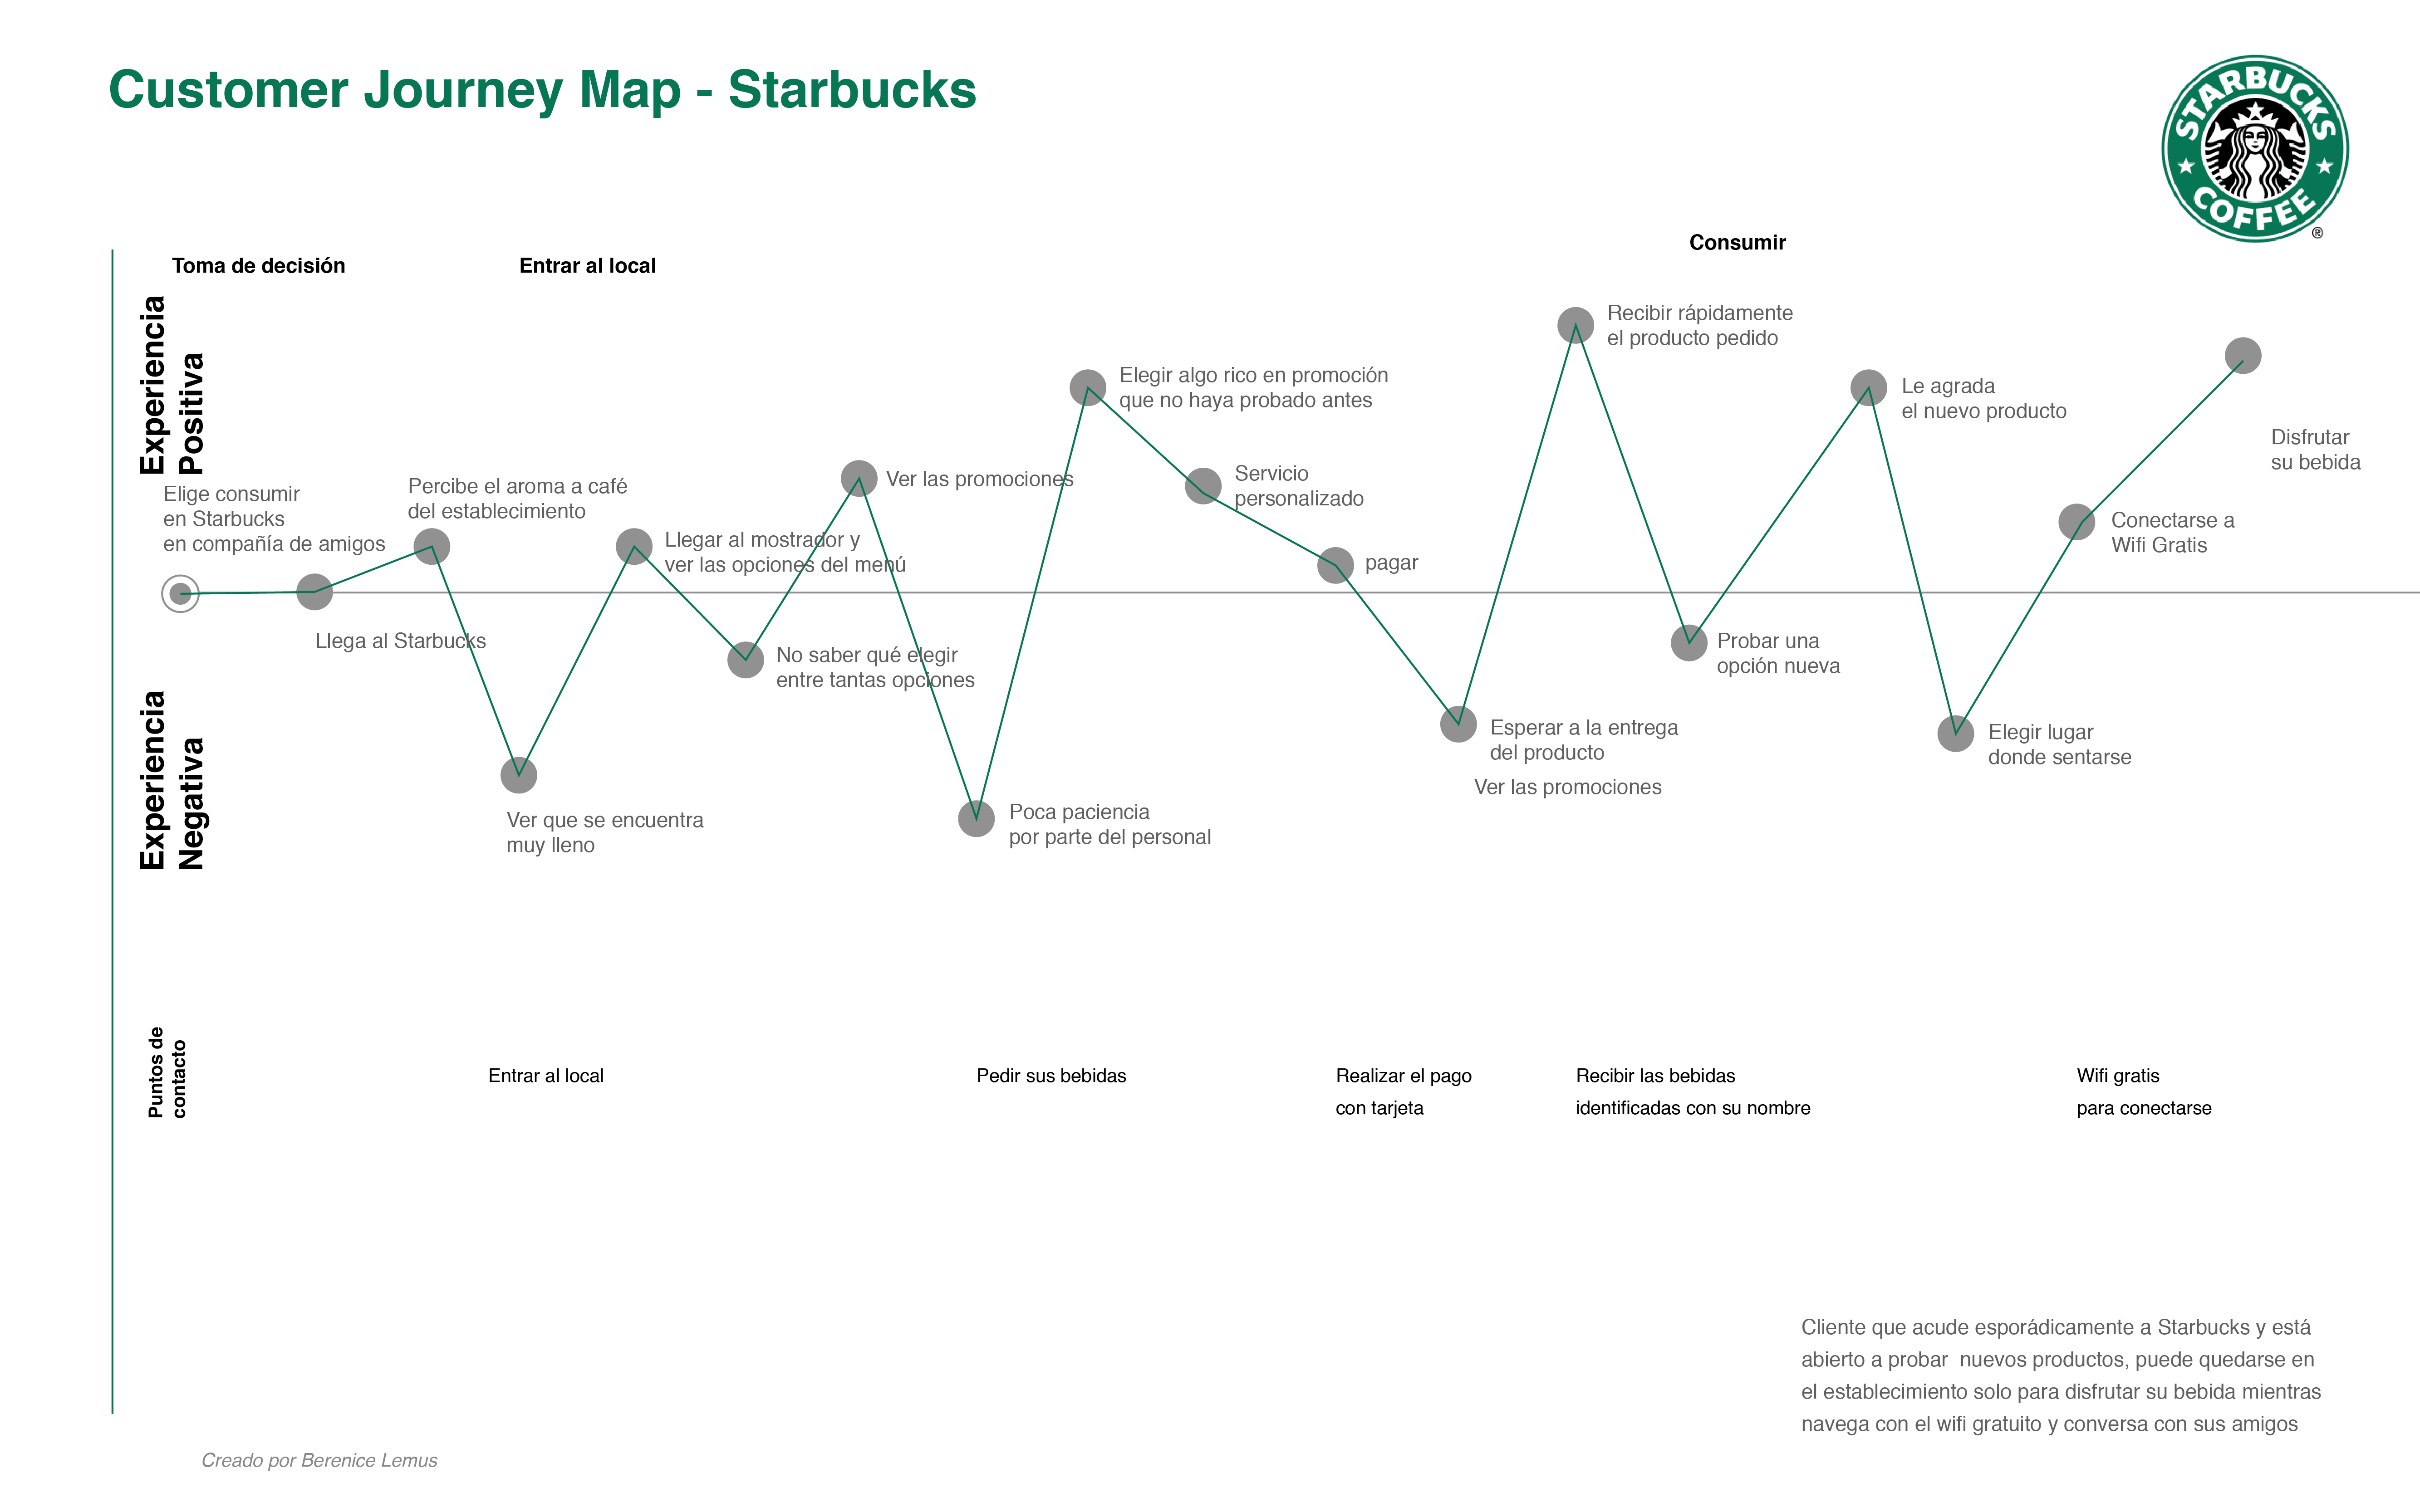 Customer Journey Map - Starbucks
STARBUCKS
COFFEE
®
Toma de decisión
Entrar al local
Consumir
Experiencia
Positiva
Elige consumir
en Starbucks
en compañía de amigos
Llega al Starbucks
Percibe el aroma a café
del establecimiento
Ver que se encuentra
muy lleno
Llegar al mostrador y
ver las opciones del menú
No saber qué elegir
entre tantas opciones
Ver las promociones
Poca paciencia
por parte del personal
Elegir algo rico en promoción
que no haya probado antes
Servicio
personalizado
pagar
Esperar a la entrega
del producto
Ver las promociones
Recibir rápidamente
el producto pedido
Probar una
opción nueva
Le agrada
el nuevo producto
Elegir lugar
donde sentarse
Conectarse a
Wifi Gratis
Disfrutar
su bebida
Experiencia
Negativa
Puntos de
contacto
Entrar al local
Pedir sus bebidas
Realizar el pago
con tarjeta
Recibir las bebidas
identificadas con su nombre
Wifi gratis
para conectarse
Cliente que acude esporádicamente a Starbucks y está
abierto a probar  nuevos productos, puede quedarse en
el establecimiento solo para disfrutar su bebida mientras
navega con el wifi gratuito y conversa con sus amigos
Creado por Berenice Lemus